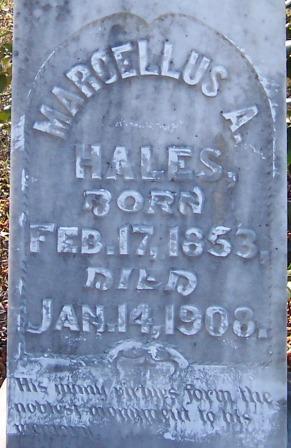 MARCELLUS A.
HALES,
BORN
FEB. 17, 1853,
DIED
JAN. 14, 1908.
His many virtues form the
noblest monument to his